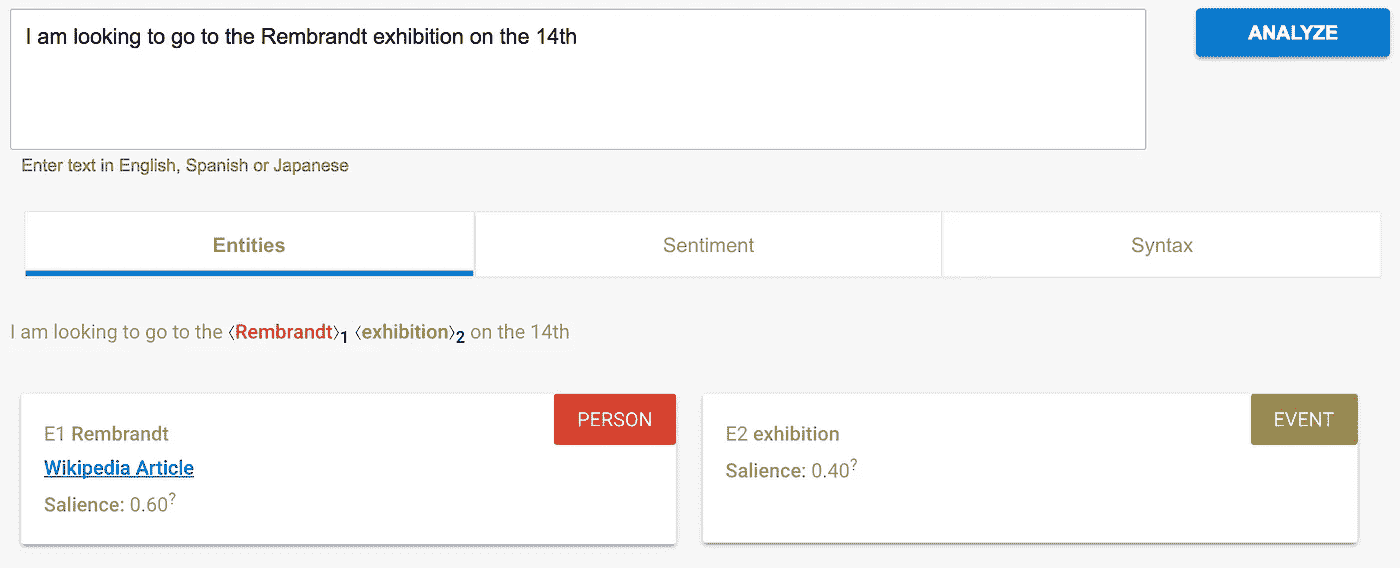 I am looking to go to the Rembrandt exhibition on the 14th
ANALYZE
Enter text in English, Spanish or Japanese
Entities
Sentiment
Syntax
I am looking to go to the ⟨Rembrandt⟩1 ⟨exhibition⟩2 on the 14th
PERSON
E1 Rembrandt
Wikipedia Article
Salience: 0.60?
EVENT
E2 exhibition
Salience: 0.40?